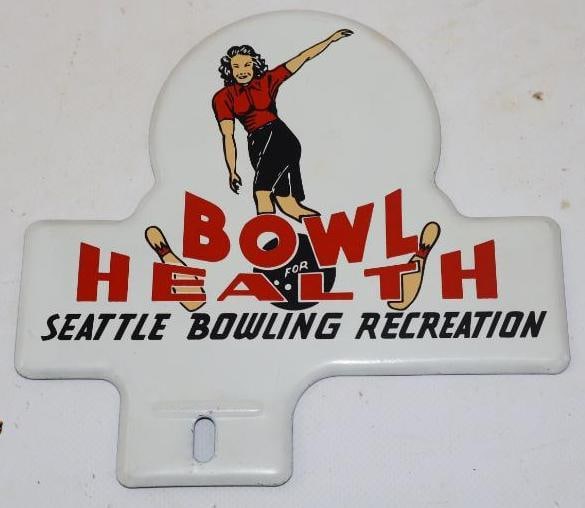 BOWL
FOR
HEALTH
SEATTLE BOWLING RECREATION